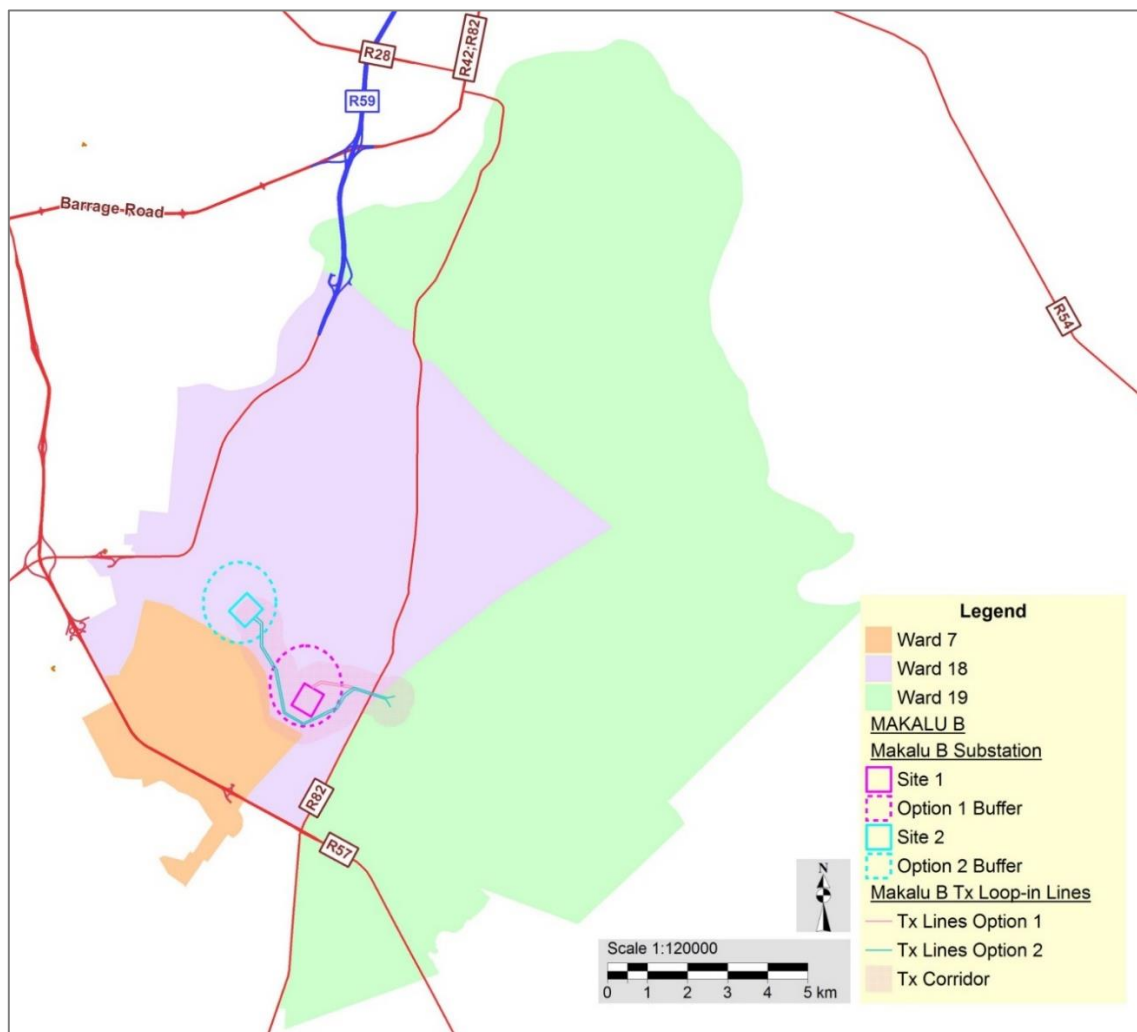 R28
R42;R82
R59
Barrage-Road
R54
R82
R57
Legend
Ward 7
Ward 18
Ward 19
MAKALU B
Makalu B Substation
Site 1
Option 1 Buffer
Site 2
Option 2 Buffer
Makalu B Tx Loop-in Lines
Tx Lines Option 1
Tx Lines Option 2
Tx Corridor
N
Scale 1:120000
0 1 2 3 4 5 km